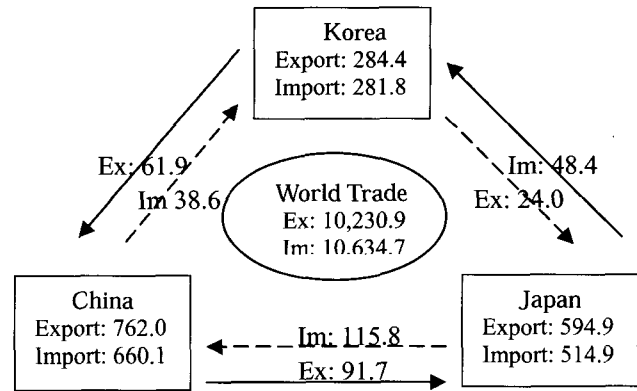 Korea
Export: 284.4
Import: 281.8
Ex: 61.9
Im 38.6
Im: 48.4
Ex: 24.0
World Trade
Ex: 10,230.9
Im: 10,634.7
China
Export: 762.0
Import: 660.1
Im: 115.8
Ex: 91.7
Japan
Export: 594.9
Import: 514.9